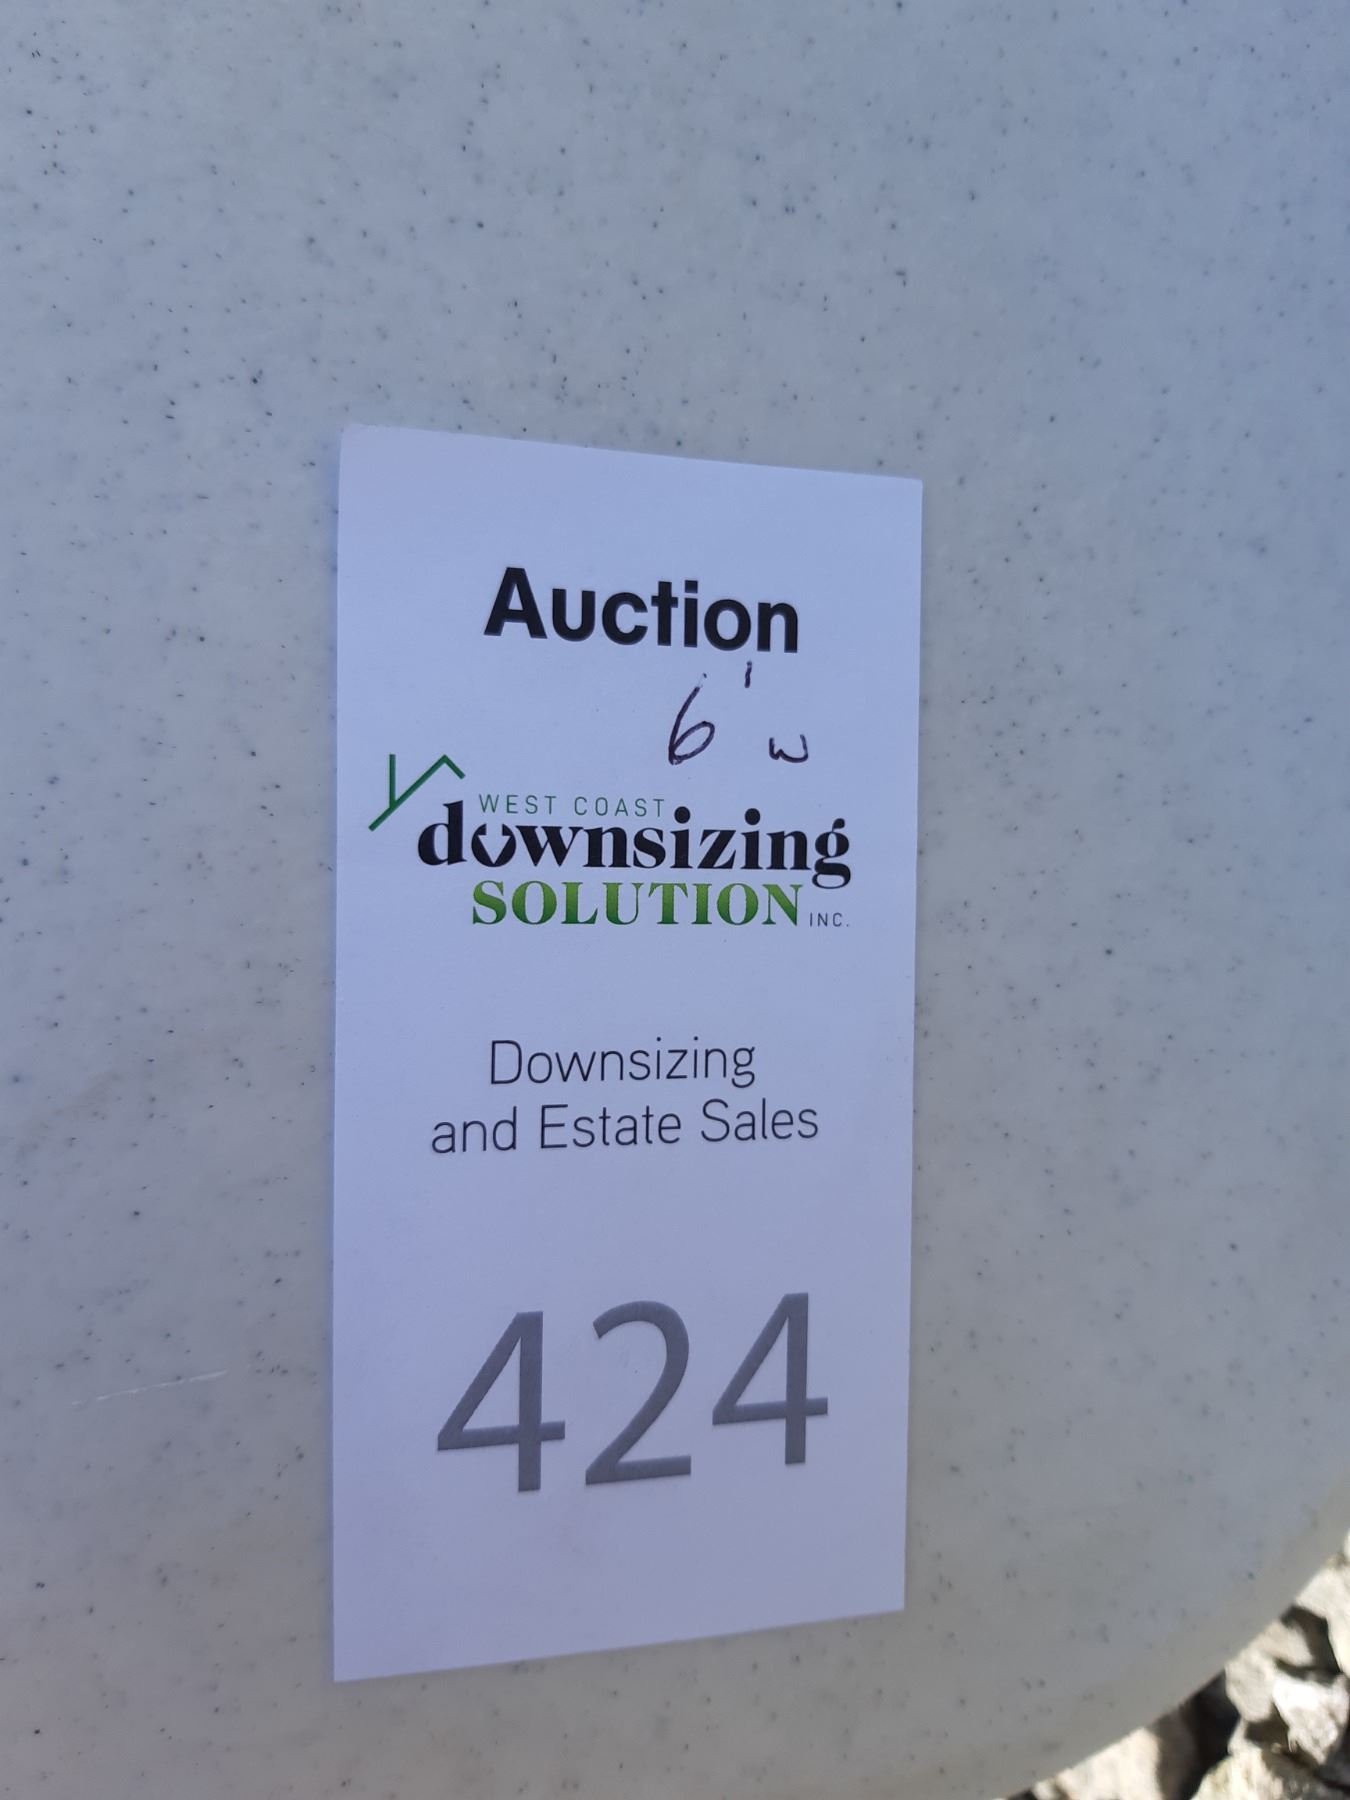 Auction
6' w
WEST COAST
downsizing
SOLUTION INC.
Downsizing
and Estate Sales
424